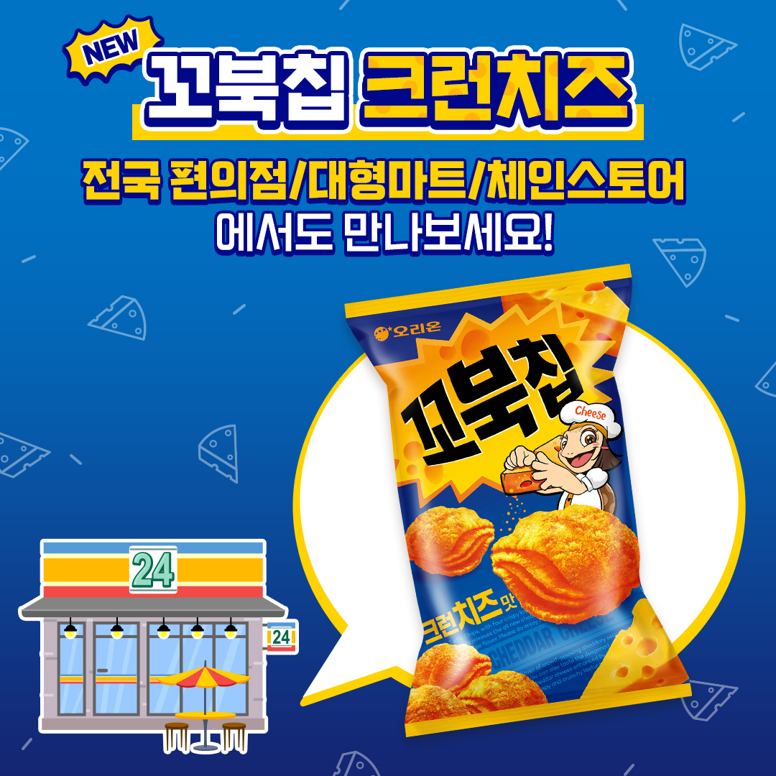 NEW
꼬북칩 크런치즈
전국 편의점/대형마트/체인스토어
에서도 만나보세요!
오리온
꼬북칩
Cheese
크런치즈 맛
CHEDDAR
24
24